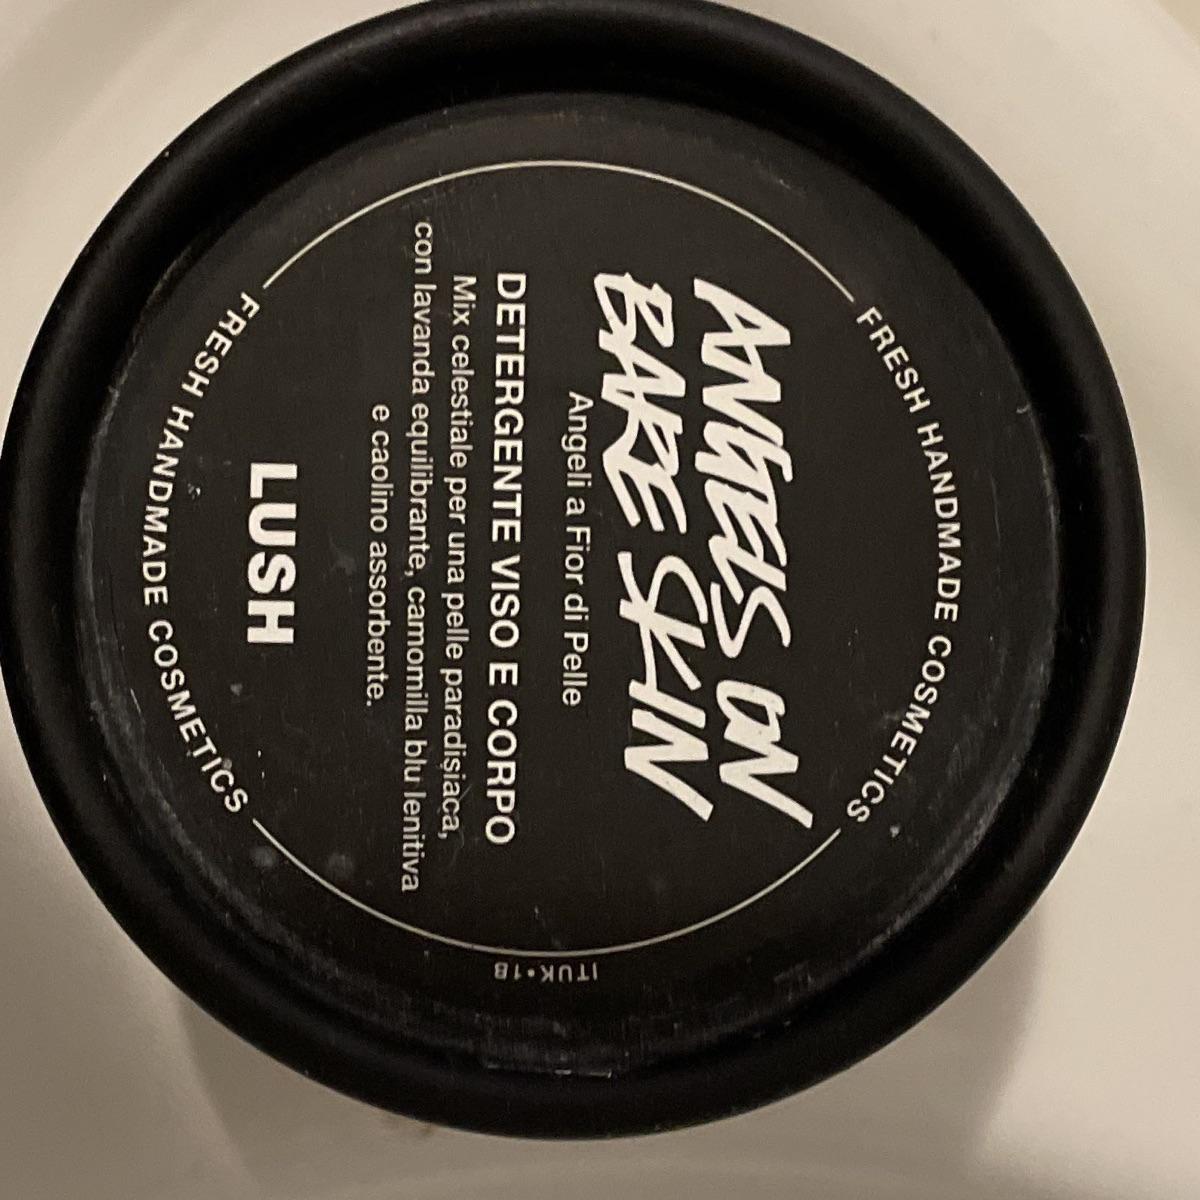 FRESH HANDMADE COSMETICS
ANGELS ON
BARE SKIN
Angeli a Fior di Pelle
DETERGENTE VISO E CORPO
Mix celestiale per una pelle paradisiaca,
con lavanda equilibrante, camomilla blu lenitiva
e caolino assorbente.
LUSH
FRESH HANDMADE COSMETICS
ITUK•1B